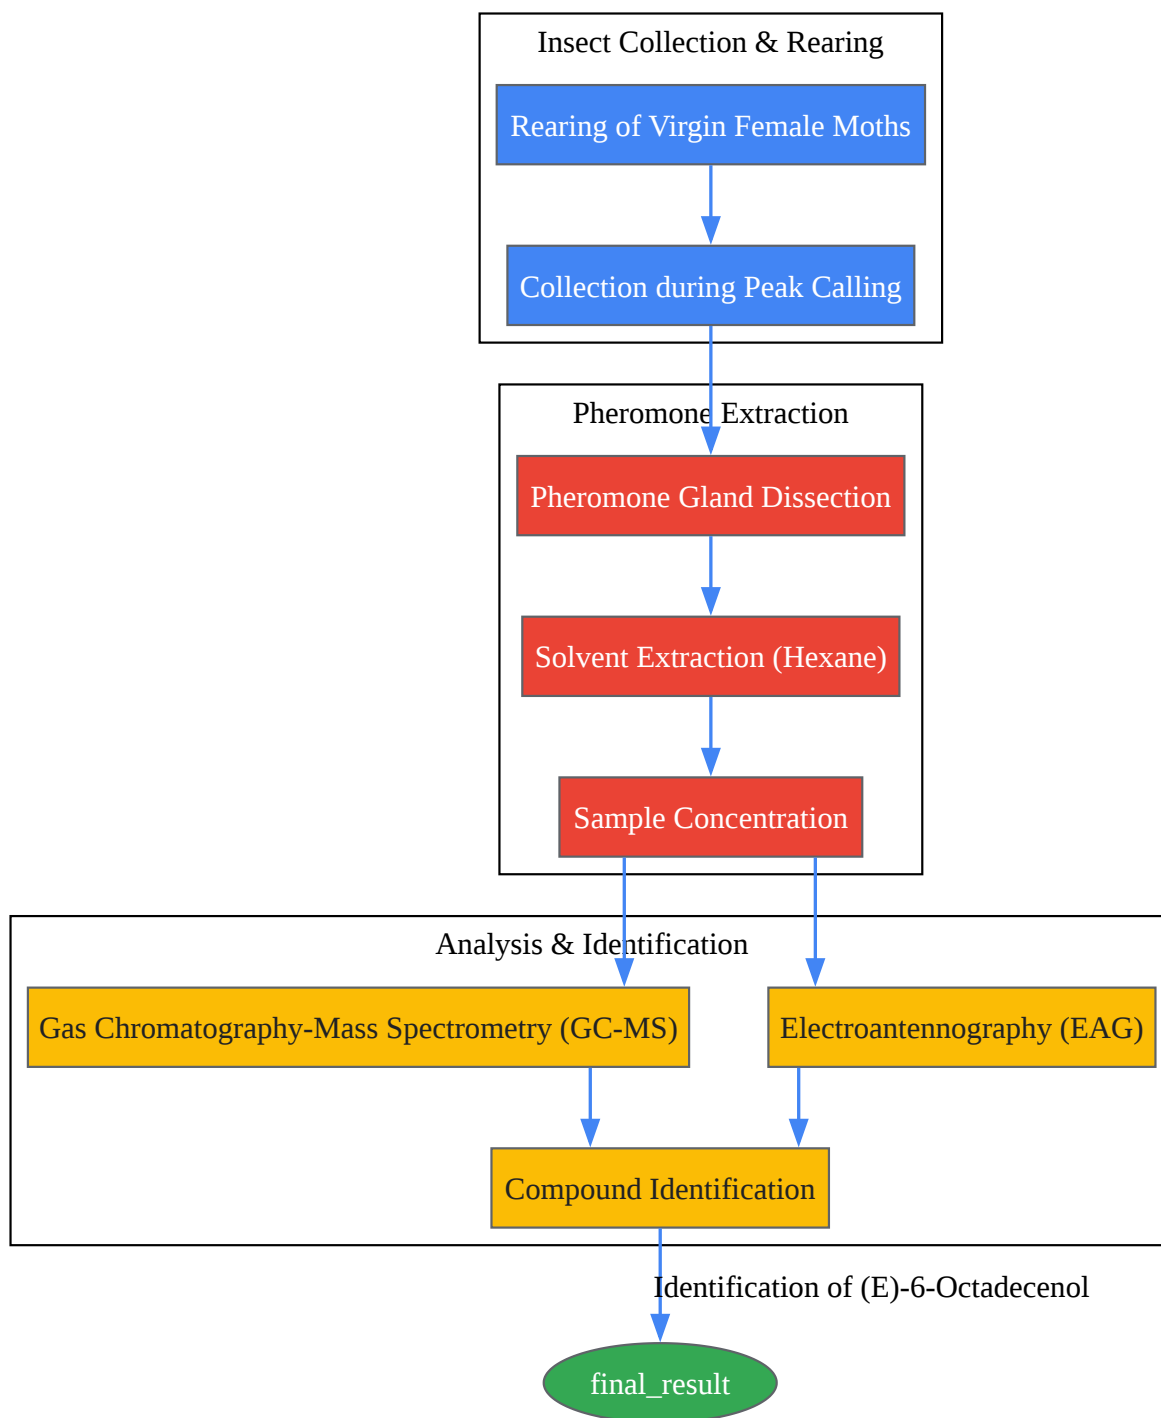 Insect Collection & Rearing
Rearing of Virgin Female Moths
Collection during Peak Calling
Pheromone Extraction
Pheromone Gland Dissection
Solvent Extraction (Hexane)
Sample Concentration
Analysis & Identification
Gas Chromatography-Mass Spectrometry (GC-MS)
Electroantennography (EAG)
Compound Identification
Identification of (E)-6-Octadecenol
final_result